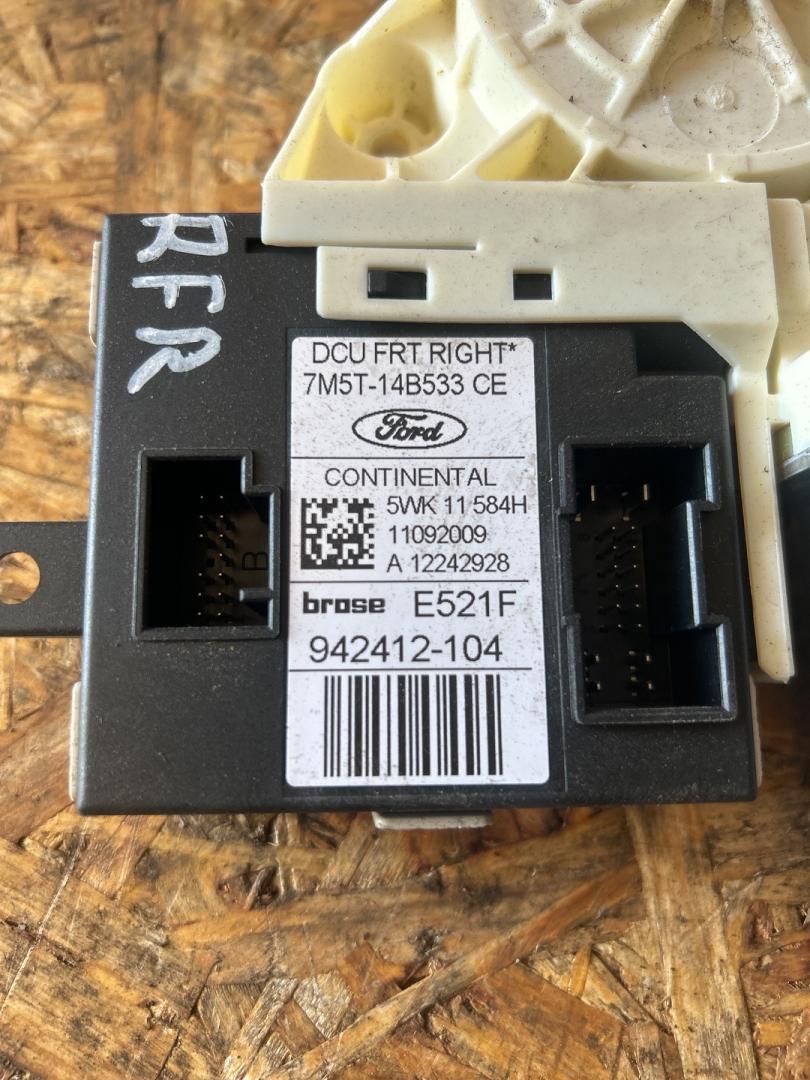 RFR
DCU FRT RIGHT*
7M5T-14B533 CE
Ford
CONTINENTAL
5WK 11 584H
11092009
A 12242928
brose E521F
942412-104
B